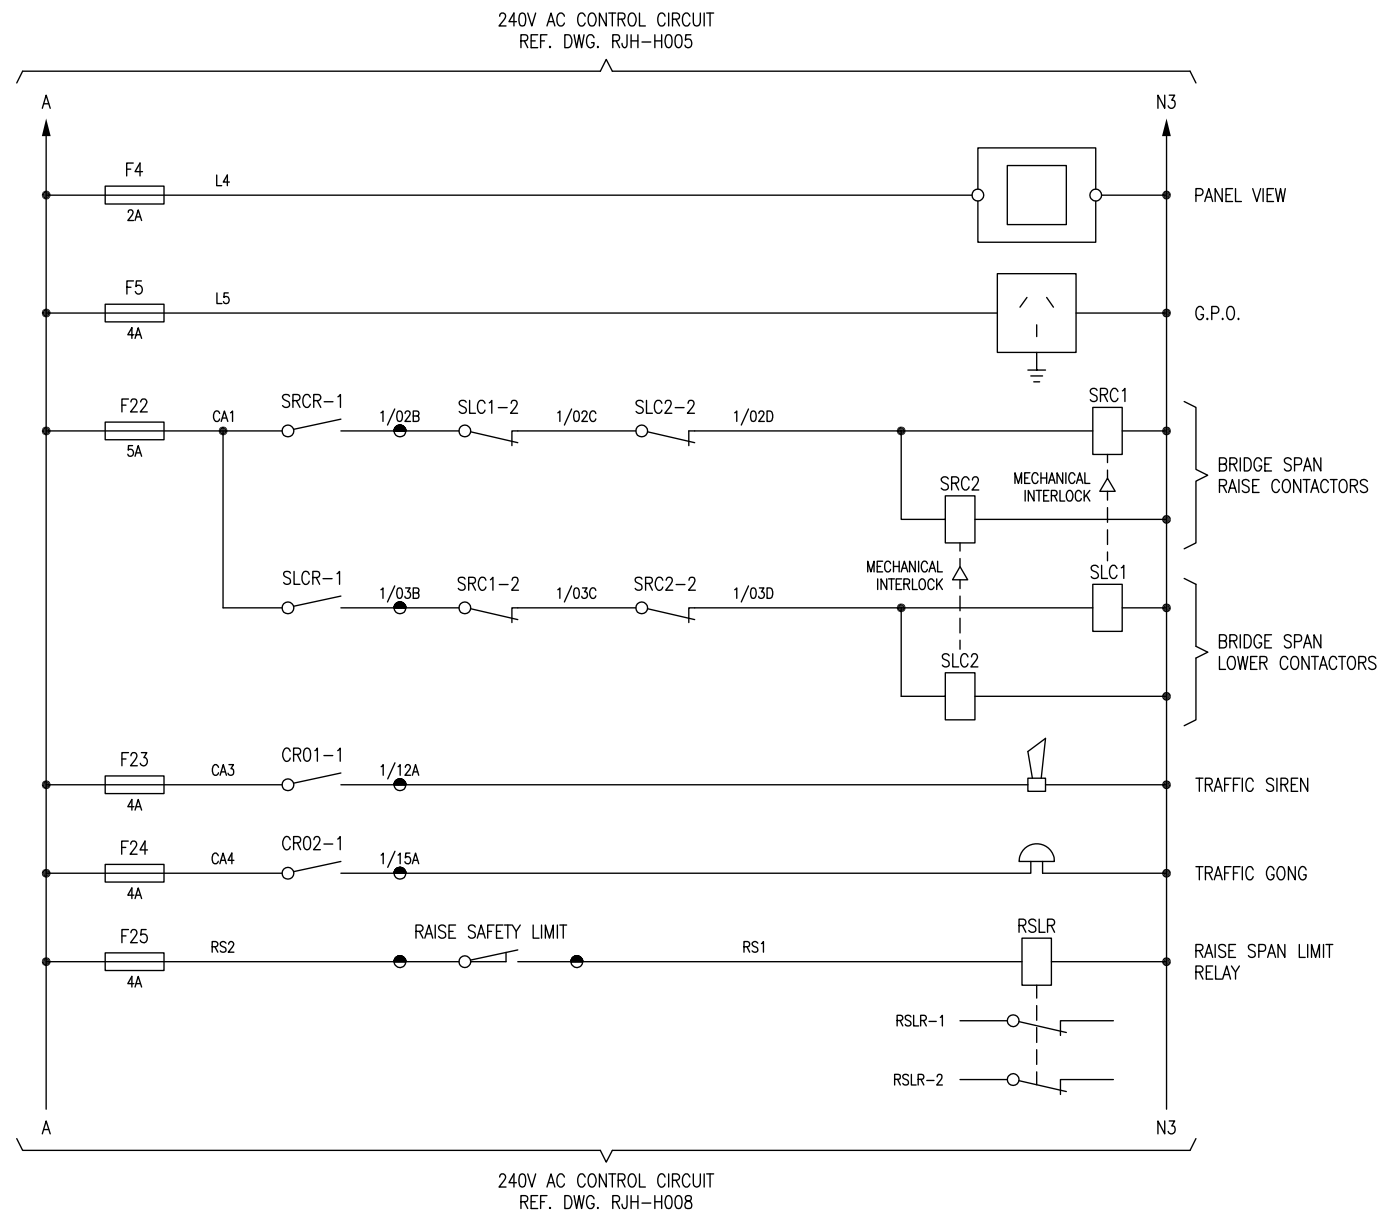 240V AC CONTROL CIRCUIT
REF. DWG. RJH-H005
A
N3
F4
L4
2A
PANEL VIEW
F5
L5
4A
G.P.O.
F22
CA1
5A
SRCR-1
1/02B
SLC1-2
1/02C
SLC2-2
1/02D
SRC1
MECHANICAL
INTERLOCK
SRC2
BRIDGE SPAN
RAISE CONTACTORS
SLCR-1
1/03B
SRC1-2
1/03C
SRC2-2
1/03D
MECHANICAL
INTERLOCK
SLC1
SLC2
BRIDGE SPAN
LOWER CONTACTORS
F23
CA3
4A
CR01-1
1/12A
TRAFFIC SIREN
F24
CA4
4A
CR02-1
1/15A
TRAFFIC GONG
F25
RS2
4A
RAISE SAFETY LIMIT
RS1
RSLR
RAISE SPAN LIMIT
RELAY
RSLR-1
RSLR-2
A
N3
240V AC CONTROL CIRCUIT
REF. DWG. RJH-H008